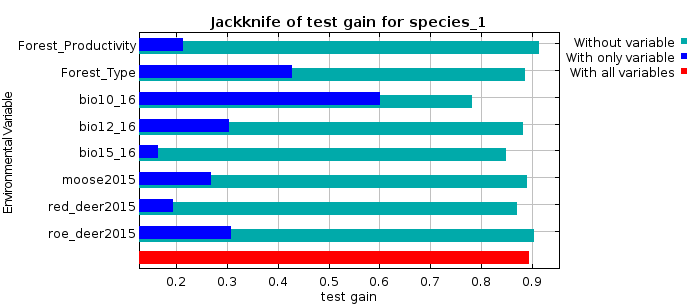 Jackknife of test gain for species_1
Without variable
With only variable
With all variables
Environmental Variable
Forest_Productivity
Forest_Type
bio10_16
bio12_16
bio15_16
moose2015
red_deer2015
roe_deer2015
0.2 0.3 0.4 0.5 0.6 0.7 0.8 0.9
test gain